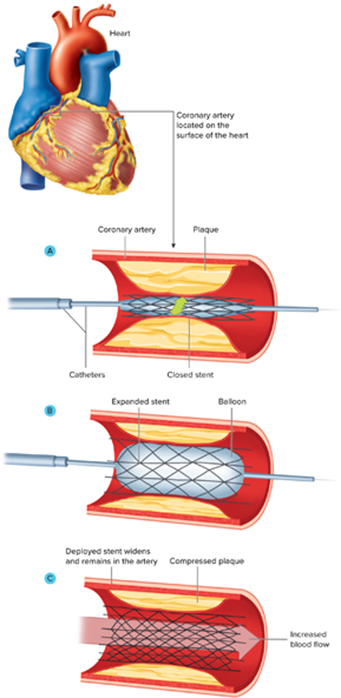 Heart
Coronary artery
located on the
surface of the heart
A
Coronary artery
Plaque
Catheters
Closed stent
B
Expanded stent
Balloon
Deployed stent widens
and remains in the artery
Compressed plaque
C
Increased
blood flow